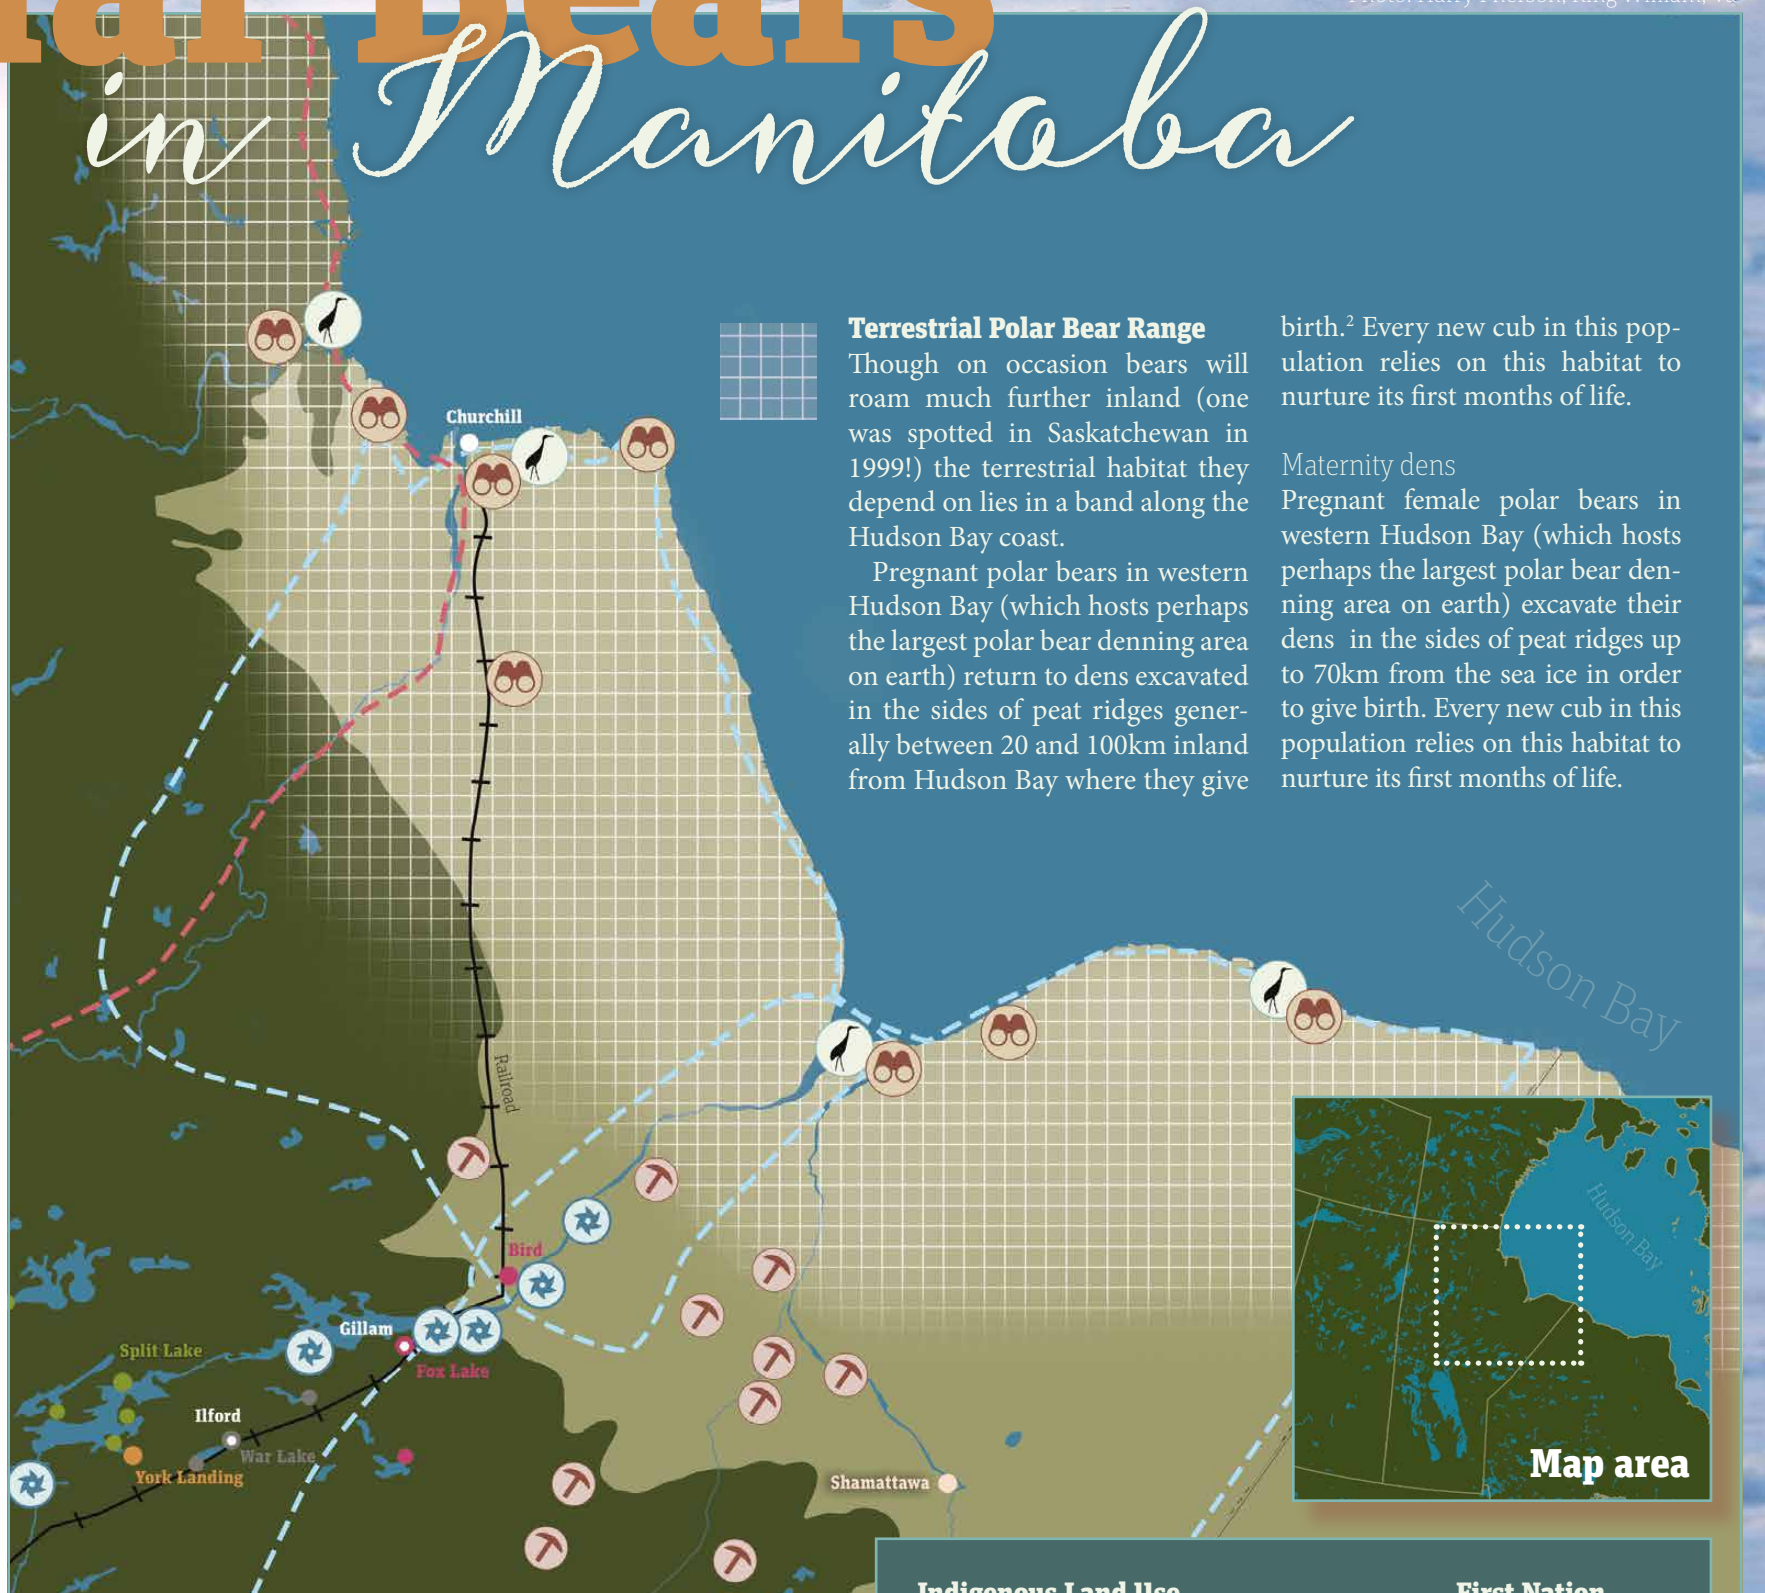 Bears
in Manitoba
Terrestrial Polar Bear Range
Though on occasion bears will
roam much further inland (one
was spotted in Saskatchewan in
1999!) the terrestrial habitat they
depend on lies in a band along the
Hudson Bay coast.
Pregnant polar bears in western
Hudson Bay (which hosts perhaps
the largest polar bear denning area
on earth) return to dens excavated
in the sides of peat ridges gener-
ally between 20 and 100km inland
from Hudson Bay where they give
birth.² Every new cub in this pop-
ulation relies on this habitat to
nurture its first months of life.
Maternity dens
Pregnant female polar bears in
western Hudson Bay (which hosts
perhaps the largest polar bear den-
ning area on earth) excavate their
dens in the sides of peat ridges up
to 70km from the sea ice in order
to give birth. Every new cub in this
population relies on this habitat to
nurture its first months of life.
Churchill
Hudson Bay
Railroad
Bird
Gillam
Fox Lake
Split Lake
Ilford
War Lake
York Landing
Shamattawa
Hudson Bay
Map area
Indigenous Land Use
First Nation